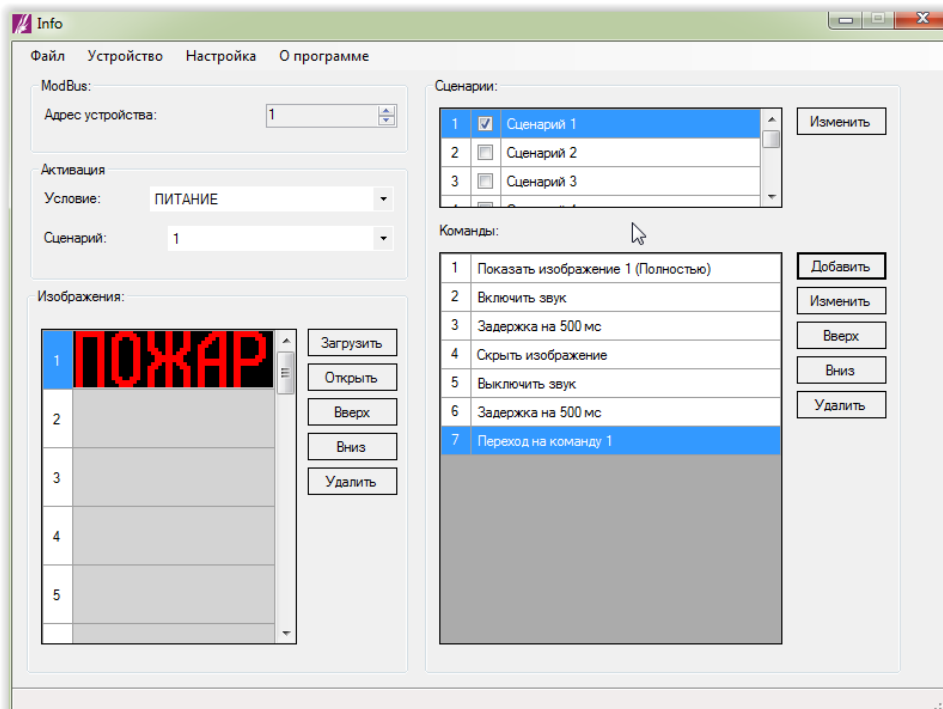 Info
Файл Устройство Настройка О программе
ModBus:
Адрес устройства: 1
Активация
Условие: ПИТАНИЕ
Сценарий: 1
Изображения:
1 ПОЖАР
2
3
4
5
Загрузить
Открыть
Вверх
Вниз
Удалить
Сценарии:
1 Сценарий 1
2 Сценарий 2
3 Сценарий 3
Изменить
Команды:
1 Показать изображение 1 (Полностью)
2 Включить звук
3 Задержка на 500 мс
4 Скрыть изображение
5 Выключить звук
6 Задержка на 500 мс
7 Переход на команду 1
Добавить
Изменить
Вверх
Вниз
Удалить